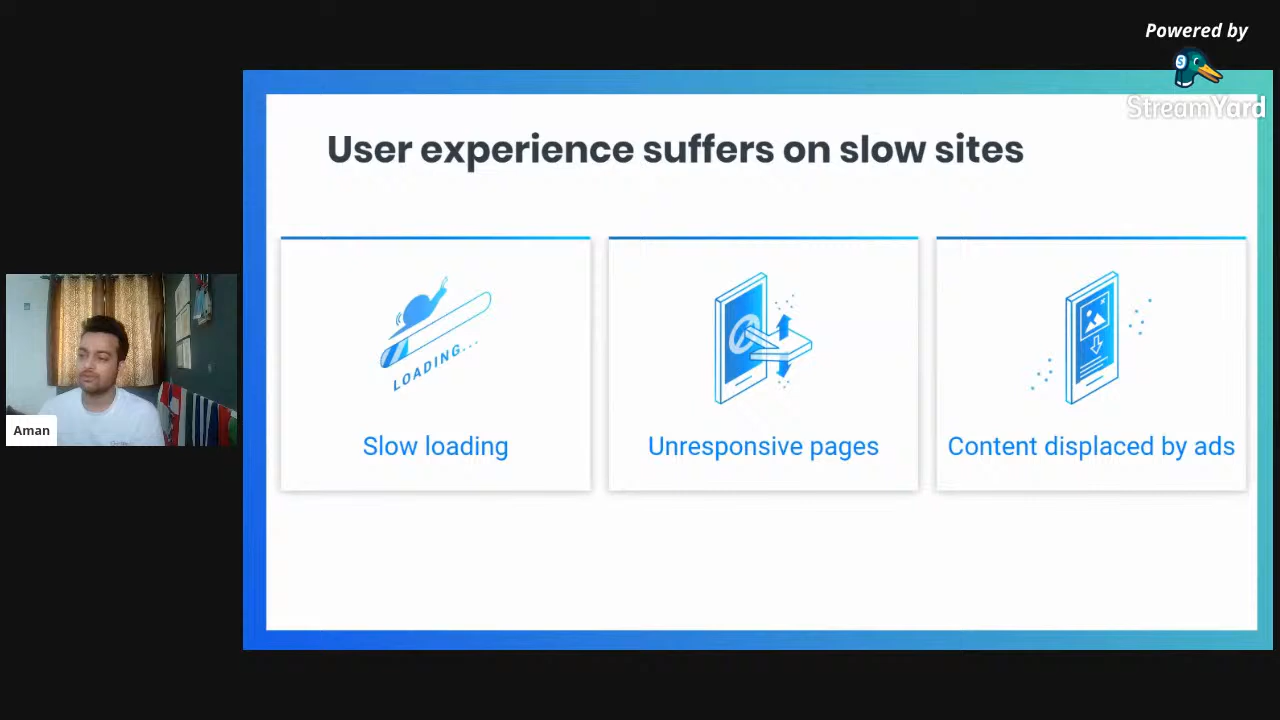 Powered by
StreamYard
User experience suffers on slow sites
LOADING...
Slow loading
Unresponsive pages
Content displaced by ads
Aman